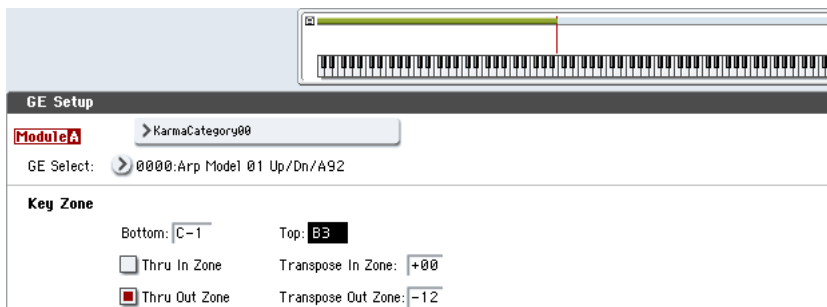 GE Setup
Module A
KarmaCategory00
GE Select: 0000:Arp Model 01 Up/Dn/A92
Key Zone
Bottom: C-1 Top: B3
Thru In Zone Transpose In Zone: +00
Thru Out Zone Transpose Out Zone: -12